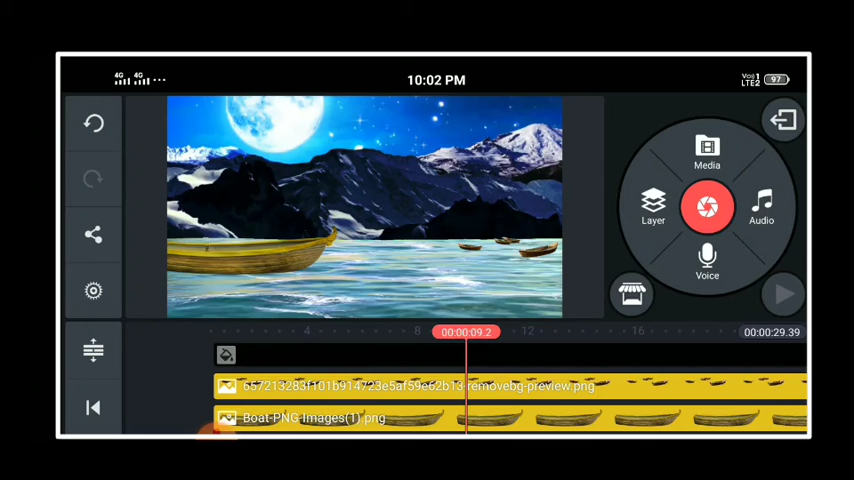 4G 4G
10:02 PM
Vo))1
LTE2
97
Media
Layer
Audio
Voice
4
8
00:00:09.2
12
16
00:00:29.39
657213283f101b914723e5af59e62b13-removebg-preview.png
Boat-PNG-Images(1).png